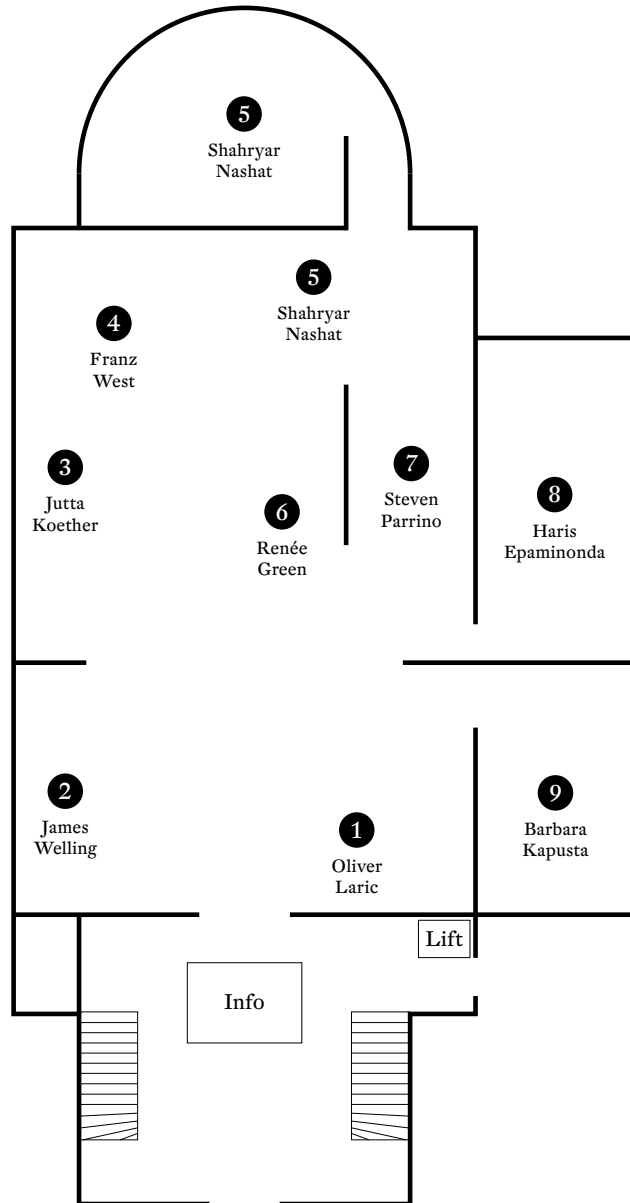 5
Shahryar
Nashat
5
Shahryar
Nashat
4
Franz
West
3
Jutta
Koether
7
Steven
Parrino
6
Renée
Green
8
Haris
Epaminonda
2
James
Welling
1
Oliver
Laric
9
Barbara
Kapusta
Lift
Info